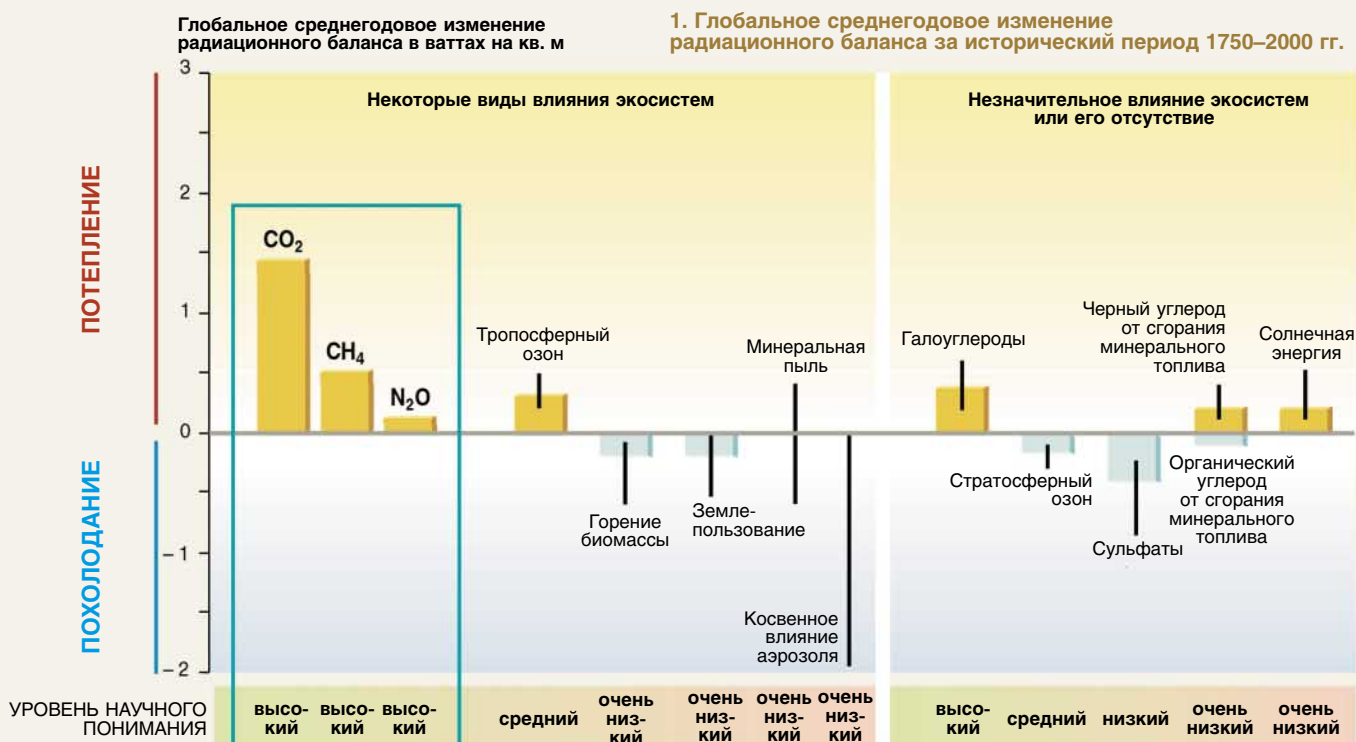 Глобальное среднегодовое изменение
радиационного баланса в ваттах на кв. м
1. Глобальное среднегодовое изменение
радиационного баланса за исторический период 1750–2000 гг.
ПОТЕПЛЕНИЕ
ПОХОЛОДАНИЕ
3
2
1
0
–1
–2
Некоторые виды влияния экосистем
CO₂
CH₄
N₂O
Тропосферный
озон
Горение
биомассы
Земле-
пользование
Минеральная
пыль
Косвенное
влияние
аэрозоля
Незначительное влияние экосистем
или его отсутствие
Галоуглероды
Стратосферный
озон
Сульфаты
Черный углерод
от сгорания
минерального
топлива
Органический
углерод
от сгорания
минерального
топлива
Солнечная
энергия
УРОВЕНЬ НАУЧНОГО
ПОНИМАНИЯ
высо-
кий
высо-
кий
высо-
кий
средний
очень
низ-
кий
очень
низ-
кий
очень
низ-
кий
очень
низ-
кий
высо-
кий
средний
низкий
очень
низкий
очень
низкий